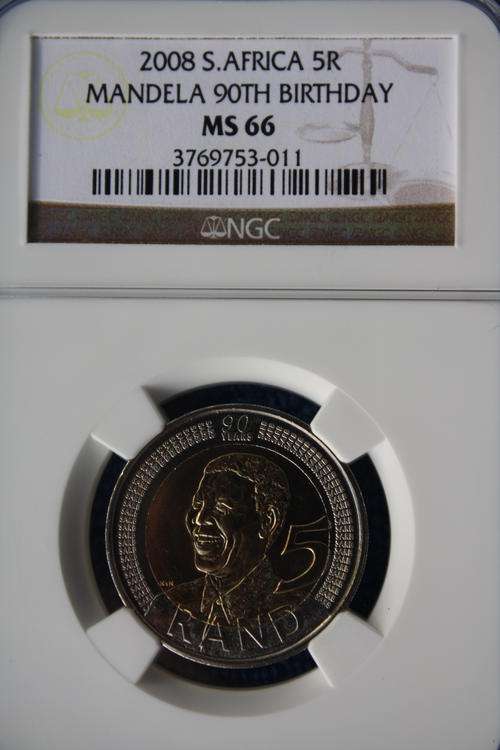 2008 S.AFRICA 5R
MANDELA 90TH BIRTHDAY
MS 66
3769753-011
NGC
90
YEARS
5
RAND